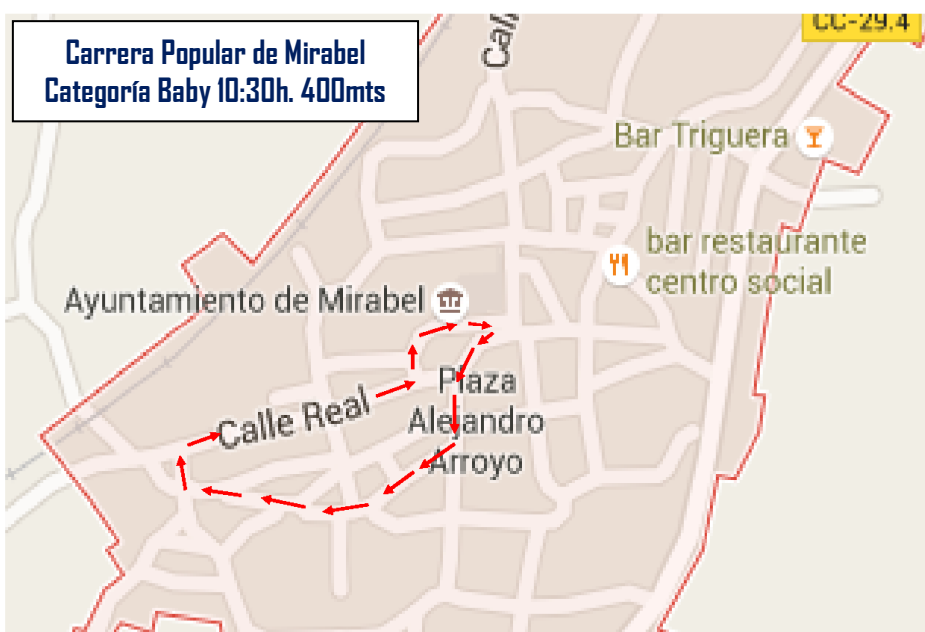 Carrera Popular de Mirabel
Categoría Baby 10:30h. 400mts
CC-29.4
Bar Triguera
bar restaurante
centro social
Ayuntamiento de Mirabel
Calle Real
Plaza
Alejandro
Arroyo